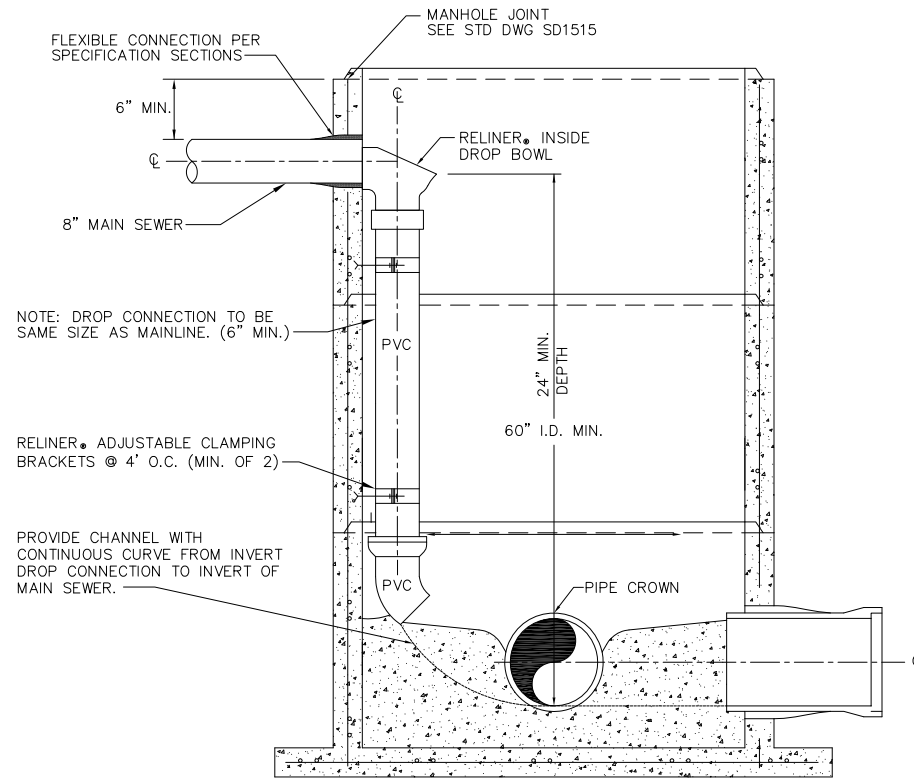 MANHOLE JOINT
SEE STD DWG SD1515
FLEXIBLE CONNECTION PER
SPECIFICATION SECTIONS
6” MIN.
℄
RELINER® INSIDE
DROP BOWL
℄
8” MAIN SEWER
NOTE: DROP CONNECTION TO BE
SAME SIZE AS MAINLINE. (6” MIN.)
PVC
24” MIN.
DEPTH
60” I.D. MIN.
RELINER® ADJUSTABLE CLAMPING
BRACKETS @ 4' O.C. (MIN. OF 2)
PROVIDE CHANNEL WITH
CONTINUOUS CURVE FROM INVERT
DROP CONNECTION TO INVERT OF
MAIN SEWER.
PVC
PIPE CROWN